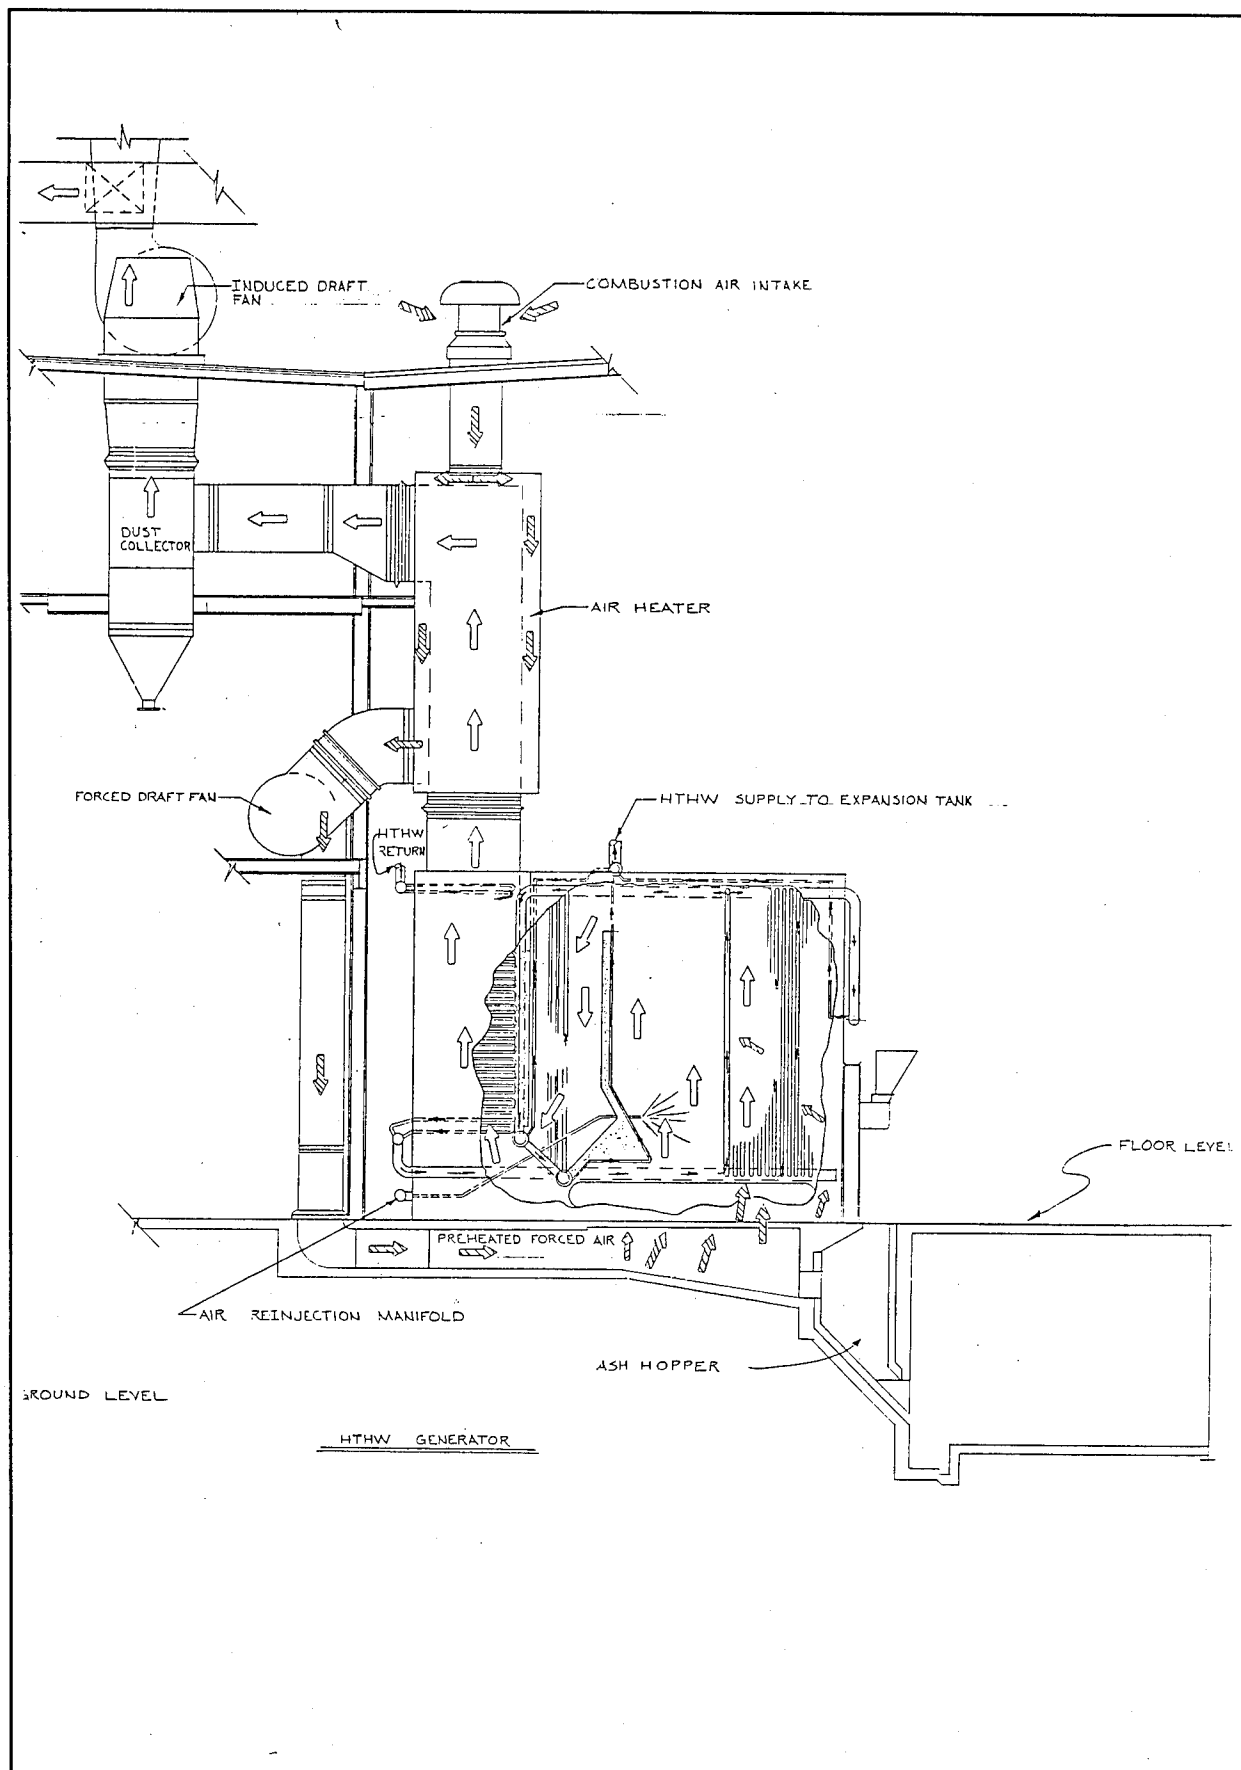 INDUCED DRAFT
FAN
COMBUSTION AIR INTAKE
DUST
COLLECTOR
AIR HEATER
FORCED DRAFT FAN
HTHW SUPPLY TO EXPANSION TANK
HTHW
RETURN
FLOOR LEVEL
PREHEATED FORCED AIR
AIR REINJECTION MANIFOLD
ASH HOPPER
GROUND LEVEL
HTHW GENERATOR